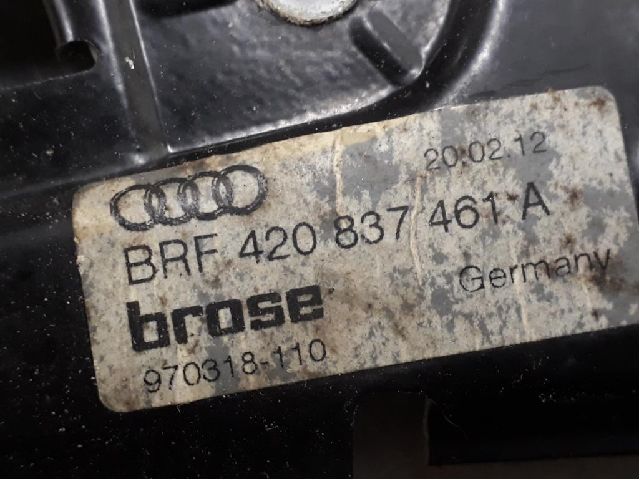 20.02.12
BRF 420 837 461 A
brose
Germany
970318-110